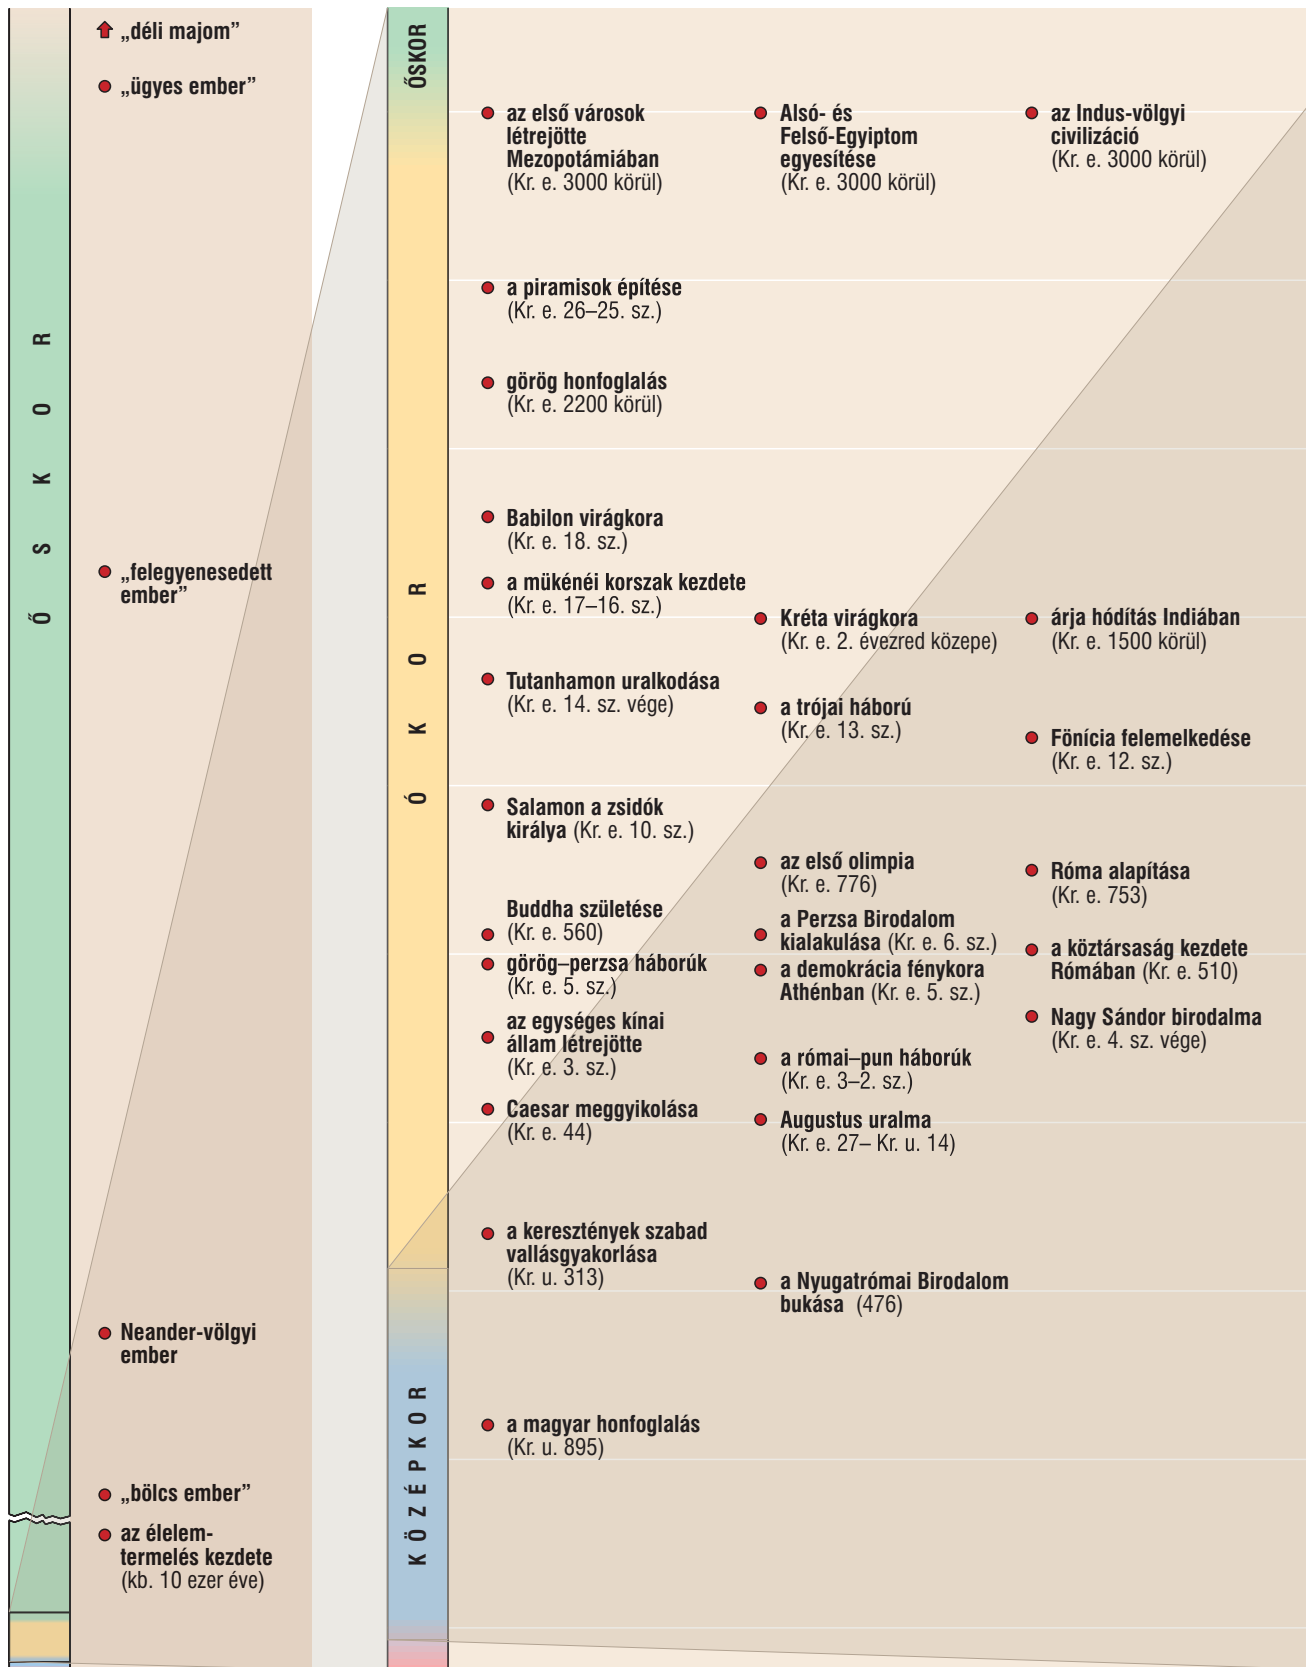 ŐSKOR
„déli majom”
„ügyes ember”
„felegyenesedett
ember”
Neander-völgyi
ember
„bölcs ember”
az élelem-
termelés kezdete
(kb. 10 ezer éve)
ŐSKOR
ÓKOR
KÖZÉPKOR
az első városok
létrejötte
Mezopotámiában
(Kr. e. 3000 körül)
Alsó- és
Felső-Egyiptom
egyesítése
(Kr. e. 3000 körül)
az Indus-völgyi
civilizáció
(Kr. e. 3000 körül)
a piramisok építése
(Kr. e. 26–25. sz.)
görög honfoglalás
(Kr. e. 2200 körül)
Babilon virágkora
(Kr. e. 18. sz.)
a mükénéi korszak kezdete
(Kr. e. 17–16. sz.)
Kréta virágkora
(Kr. e. 2. évezred közepe)
árja hódítás Indiában
(Kr. e. 1500 körül)
Tutanhamon uralkodása
(Kr. e. 14. sz. vége)
a trójai háború
(Kr. e. 13. sz.)
Fönícia felemelkedése
(Kr. e. 12. sz.)
Salamon a zsidók
királya (Kr. e. 10. sz.)
az első olimpia
(Kr. e. 776)
Róma alapítása
(Kr. e. 753)
Buddha születése
(Kr. e. 560)
a Perzsa Birodalom
kialakulása (Kr. e. 6. sz.)
a köztársaság kezdete
Rómában (Kr. e. 510)
görög–perzsa háborúk
(Kr. e. 5. sz.)
a demokrácia fénykora
Athénban (Kr. e. 5. sz.)
Nagy Sándor birodalma
(Kr. e. 4. sz. vége)
az egységes kínai
állam létrejötte
(Kr. e. 3. sz.)
a római–pun háborúk
(Kr. e. 3–2. sz.)
Caesar meggyikolása
(Kr. e. 44)
Augustus uralma
(Kr. e. 27– Kr. u. 14)
a keresztények szabad
vallásgyakorlása
(Kr. u. 313)
a Nyugatrómai Birodalom
bukása (476)
a magyar honfoglalás
(Kr. u. 895)